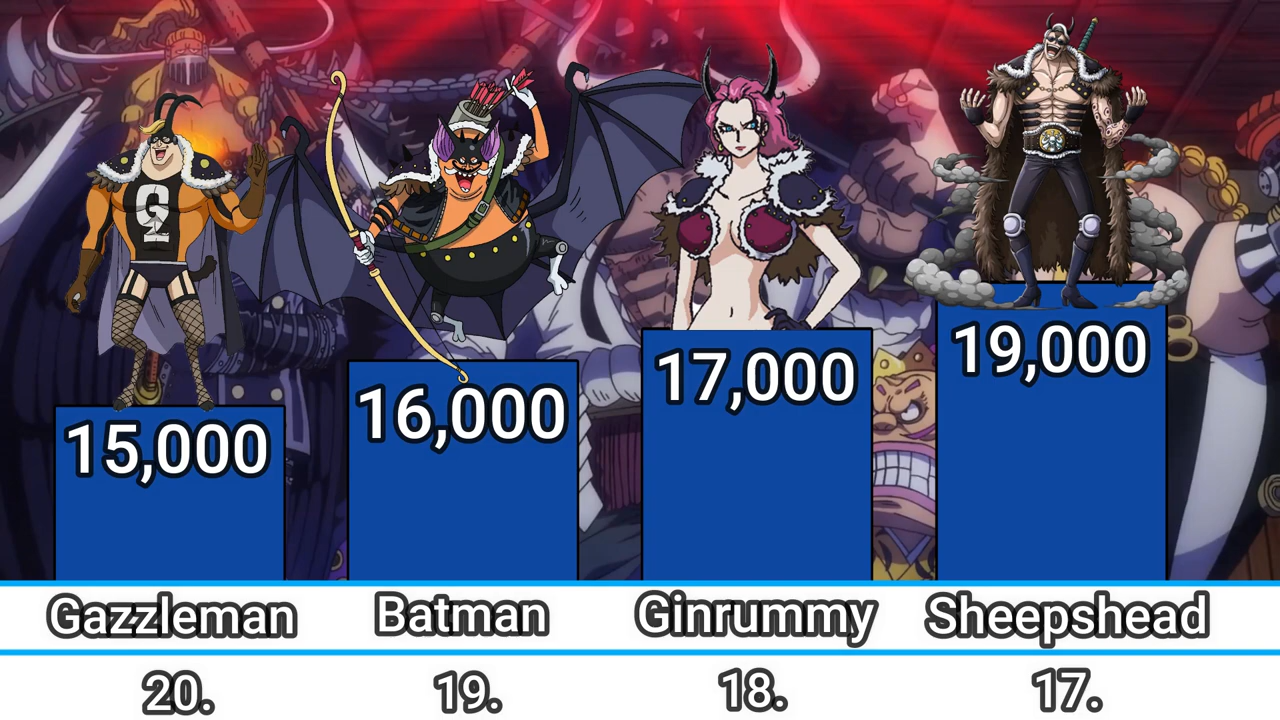 15,000
16,000
17,000
19,000
Gazzleman
Batman
Ginrummy
Sheepshead
20.
19.
18.
17.